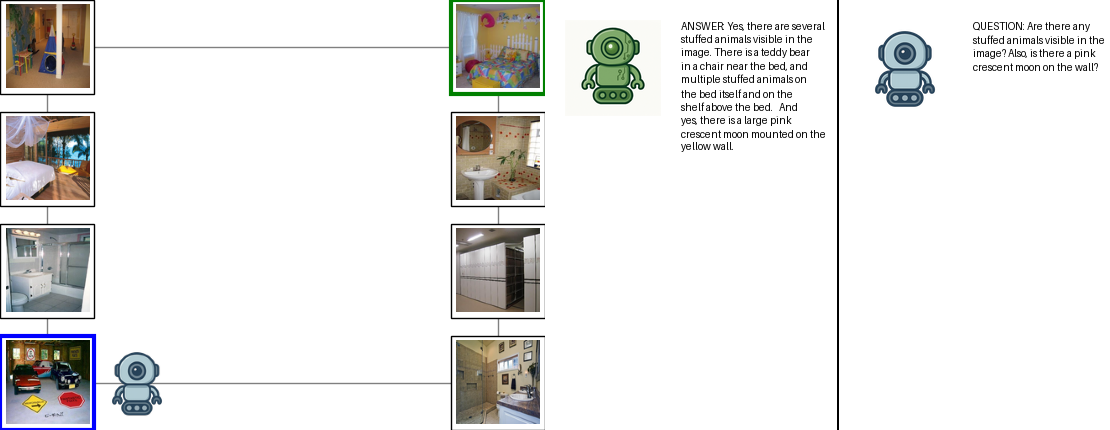 ANSWER: Yes, there are several
stuffed animals visible in the
image. There is a teddy bear
in a chair near the bed, and
multiple stuffed animals on
the bed itself and on the
shelf above the bed.  And
yes, there is a large pink
crescent moon mounted on the
yellow wall.
QUESTION: Are there any
stuffed animals visible in the
image? Also, is there a pink
crescent moon on the wall?